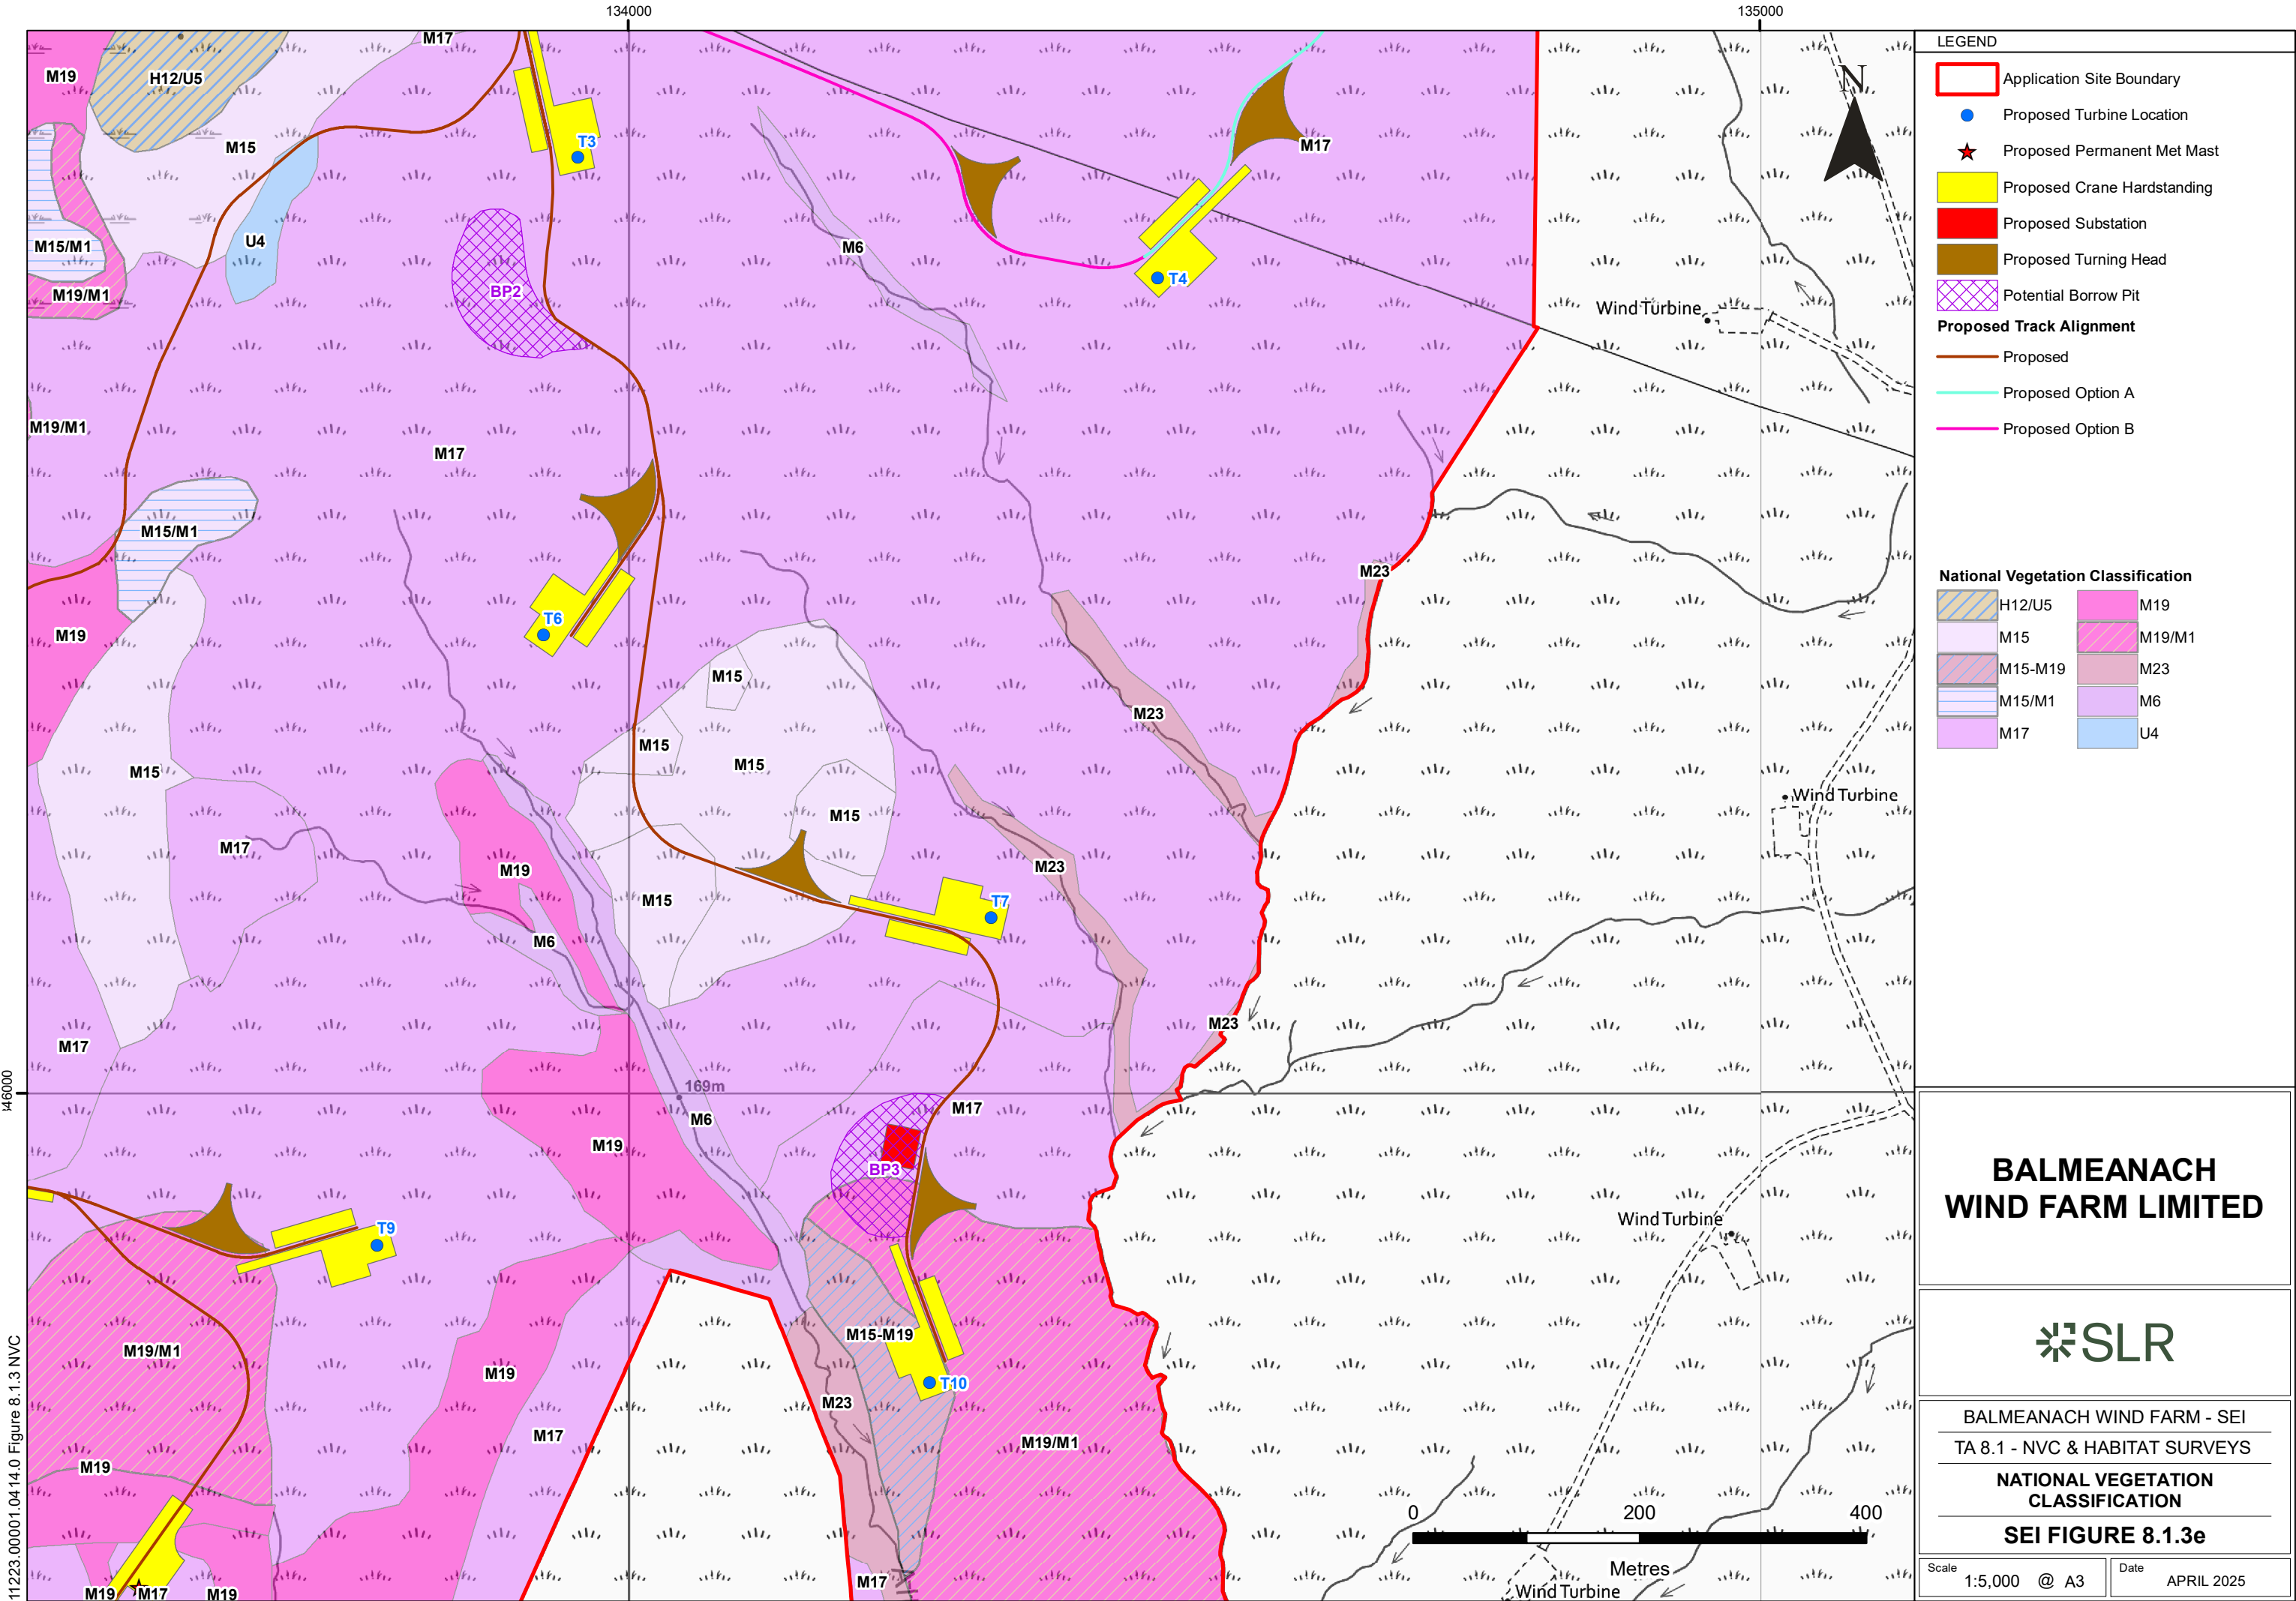 134000
135000
M17
M19
H12/U5
M15
T3
M17
M15/M1
U4
M6
M19/M1
BP2
T4
Wind Turbine
M19/M1
M17
M15/M1
M23
T6
M19
M15
M23
M15
M15
M15
Wind Turbine
M15
M17
M19
M23
M15
T7
M6
M23
M17
169m
M17
M6
M19
BP3
Wind Turbine
T9
M15-M19
M19/M1
M19
T10
M23
M17
M19/M1
M19
M17
M19
M17
M19
Wind Turbine
0 200 400
Metres
N
LEGEND
Application Site Boundary
Proposed Turbine Location
Proposed Permanent Met Mast
Proposed Crane Hardstanding
Proposed Substation
Proposed Turning Head
Potential Borrow Pit
Proposed Track Alignment
Proposed
Proposed Option A
Proposed Option B
National Vegetation Classification
H12/U5 M19
M15 M19/M1
M15-M19 M23
M15/M1 M6
M17 U4
BALMEANACH
WIND FARM LIMITED
SLR
BALMEANACH WIND FARM - SEI
TA 8.1 - NVC & HABITAT SURVEYS
NATIONAL VEGETATION
CLASSIFICATION
SEI FIGURE 8.1.3e
Scale 1:5,000 @ A3
Date APRIL 2025
112223.00001.04114.0 Figure 8.1.3 NVC